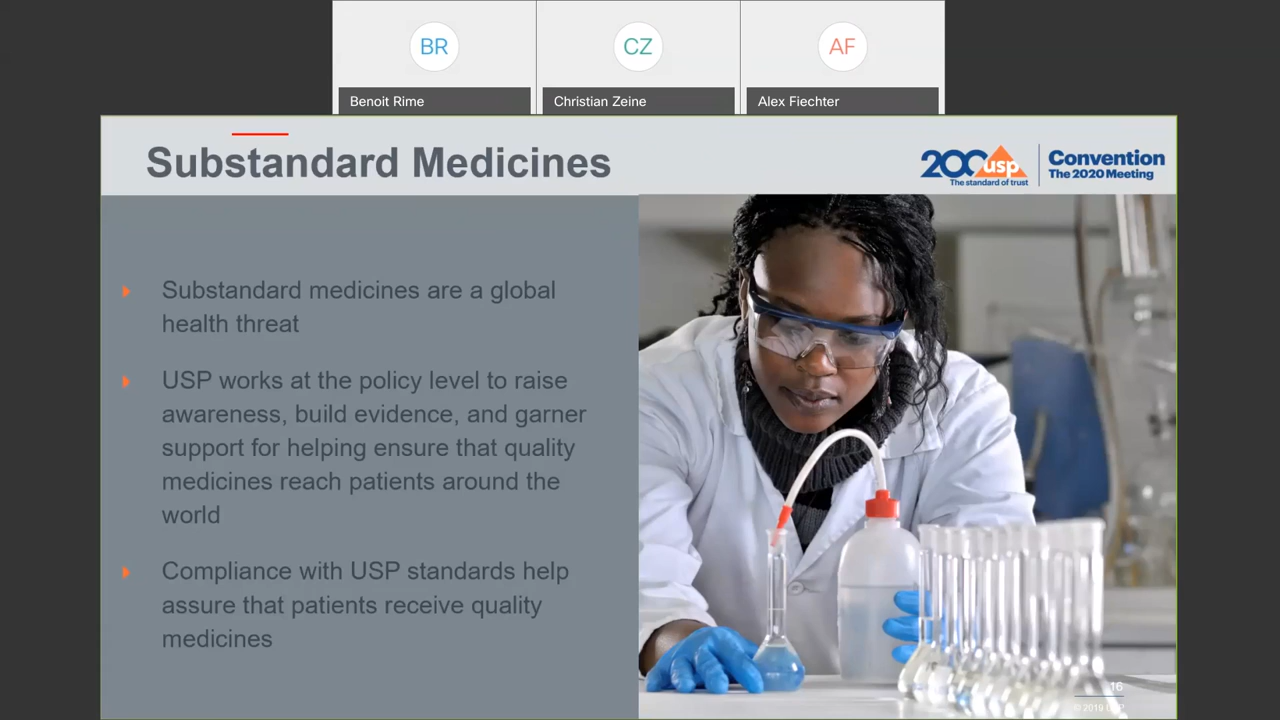 BR
CZ
AF
Benoit Rime
Christian Zeine
Alex Fiechter
Substandard Medicines
200 usp
The standard of trust
Convention
The 2020 Meeting
Substandard medicines are a global
health threat
USP works at the policy level to raise
awareness, build evidence, and garner
support for helping ensure that quality
medicines reach patients around the
world
Compliance with USP standards help
assure that patients receive quality
medicines
16
© 2019 USP